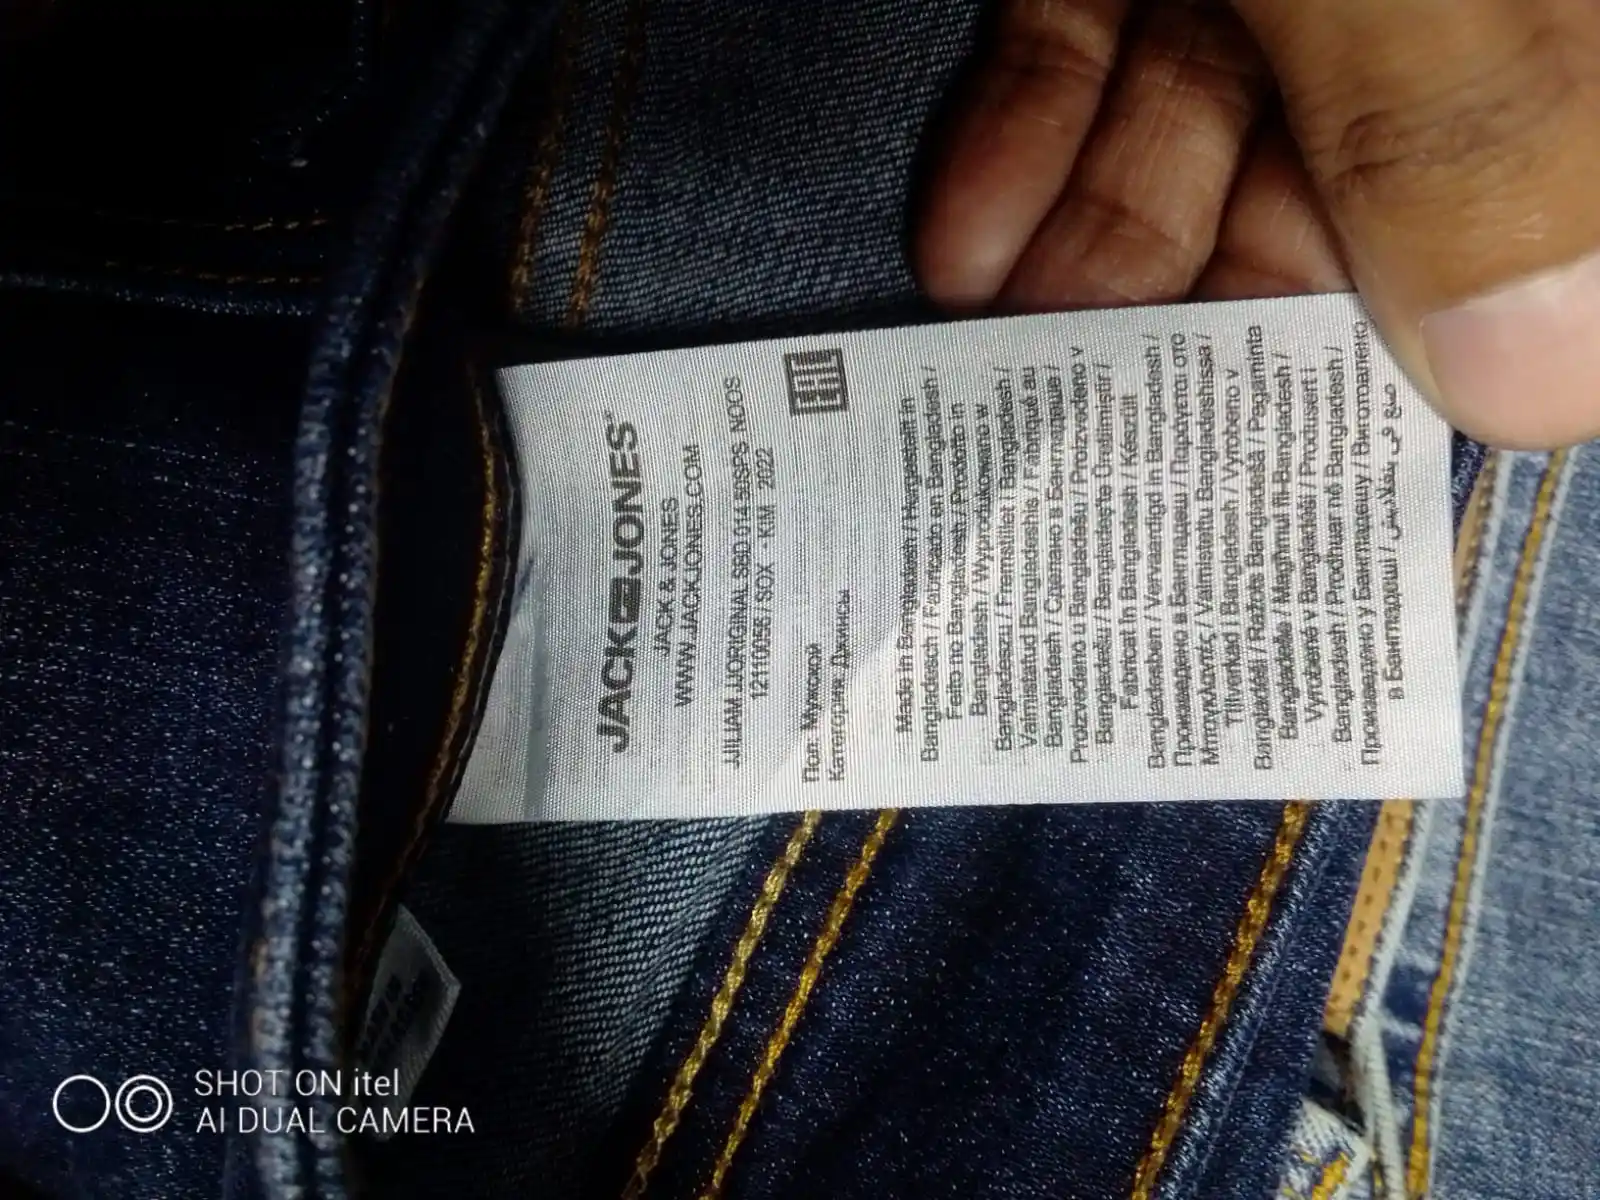 JACK & JONES®
JACK & JONES
WWW.JACKJONES.COM
JJILIAM JJORIGINAL SBD 014 50SPS NOOS
12110056 / SOX - KIM 2022
Пол: Мужской
Категория: Джинсы
EAC
Made in Bangladesh / Hergestellt in
Bangladesch / Fabricado en Bangladesh /
Feito no Bangladesh / Prodotto in
Bangladesh / Wyprodukowano w
Bangladeszu / Fremstillet i Bangladesh /
Valmistatud Bangladeshis / Fabriqué au
Bangladesh / Сделано в Бангладеше /
Proizvedeno u Bangladešu / Proizvedeno v
Bangladešu / Bangladeş'te Üretilmiştir /
Fabricat în Bangladesh / Készült
Bangladesben / Vervaardigd in Bangladesh /
Произведено в Бангладеш / Παράγεται στο
Μπαγκλαντές / Valmistettu Bangladeshissa /
Tillverkad i Bangladesh / Vyrobeno v
Bangladéši / Ražots Bangladešā / Pagaminta
Bangladeše / Magħmul fil-Bangladesh /
Vyrobené v Bangladéši / Produsert i
Bangladesh / Prodhuar në Bangladesh /
Произведено у Бангладешу / Виготовлено
в Бангладеші / صنع في بنغلاديش
SHOT ON itel
AI DUAL CAMERA